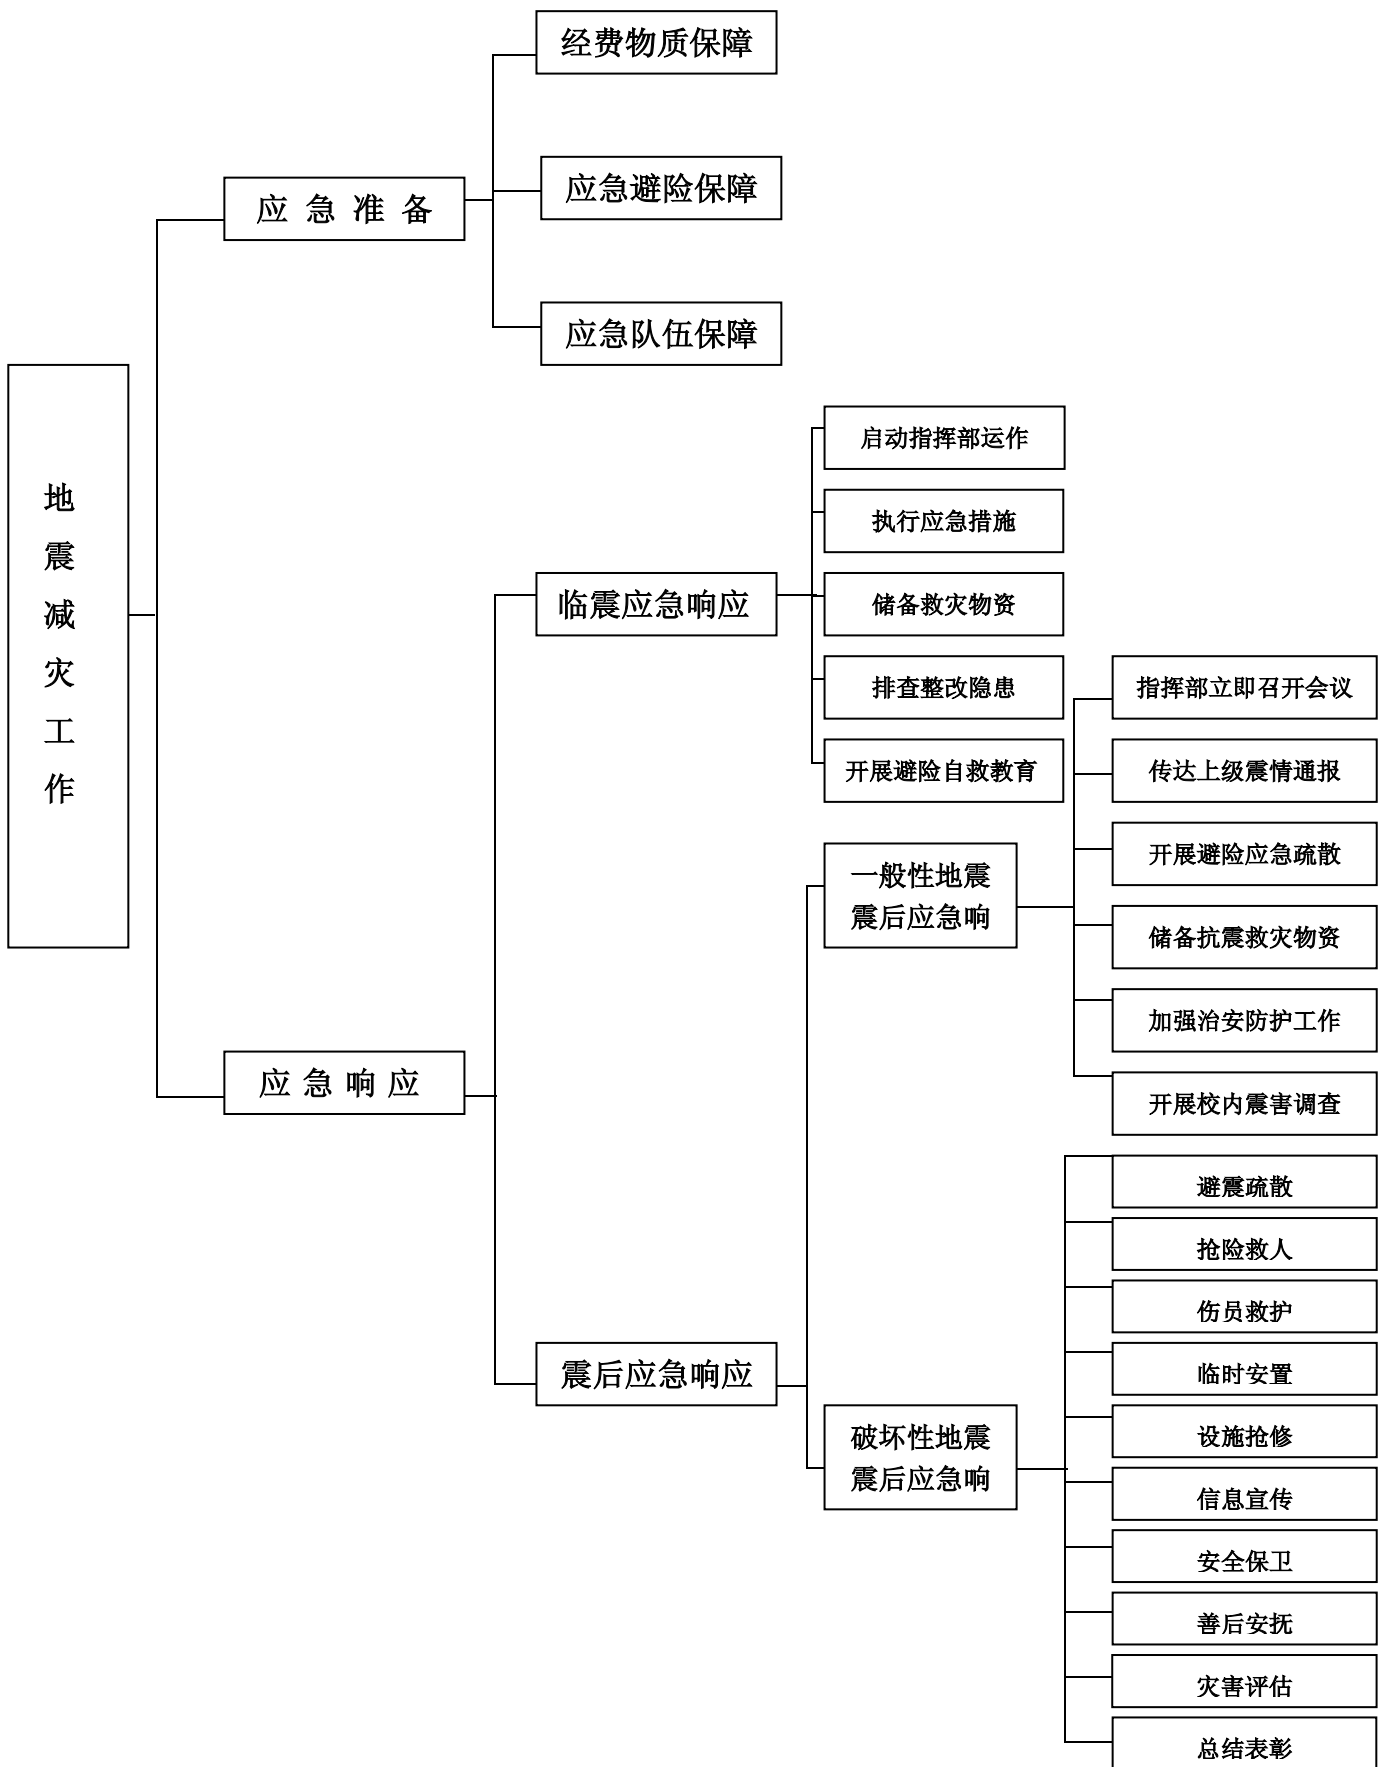 经费物质保障
应急避险保障
应急准备
应急队伍保障
地震减灾工作
启动指挥部运作
执行应急措施
临震应急响应
储备救灾物资
排查整改隐患
开展避险自救教育
指挥部立即召开会议
传达上级震情通报
开展避险应急疏散
一般性地震
震后应急响
储备抗震救灾物资
加强治安防护工作
开展校内震害调查
应急响应
避震疏散
抢险救人
伤员救护
临时安置
震后应急响应
设施抢修
破坏性地震
震后应急响
信息宣传
安全保卫
善后安抚
灾害评估
总结表彰